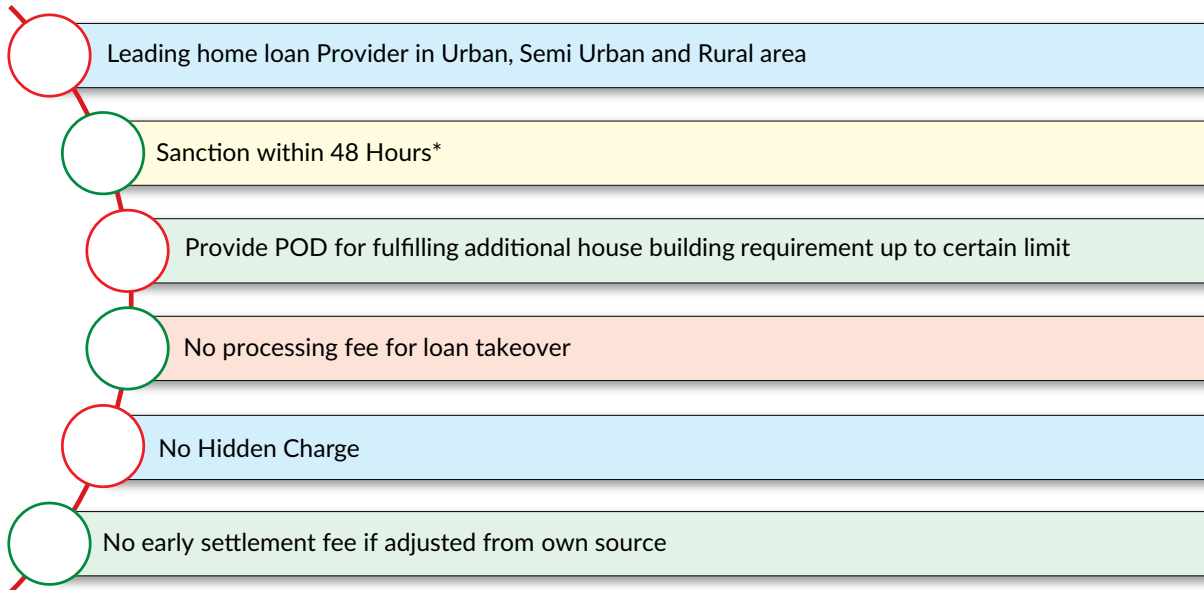 Leading home loan Provider in Urban, Semi Urban and Rural area
Sanction within 48 Hours*
Provide POD for fulfilling additional house building requirement up to certain limit
No processing fee for loan takeover
No Hidden Charge
No early settlement fee if adjusted from own source